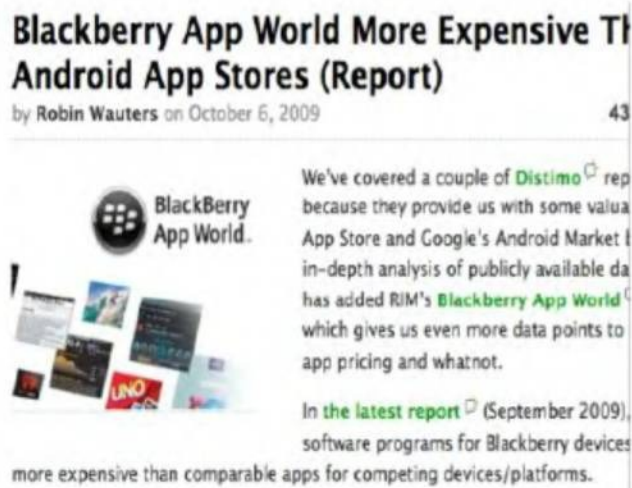 Blackberry App World More Expensive Th
Android App Stores (Report)
by Robin Wauters on October 6, 2009
43
BlackBerry
App World.
UNO
We've covered a couple of Distimo rep
because they provide us with some valua
App Store and Google's Android Market b
in-depth analysis of publicly available da
has added RIM's Blackberry App World
which gives us even more data points to
app pricing and whatnot.
In the latest report (September 2009),
software programs for Blackberry devices
more expensive than comparable apps for competing devices/platforms.